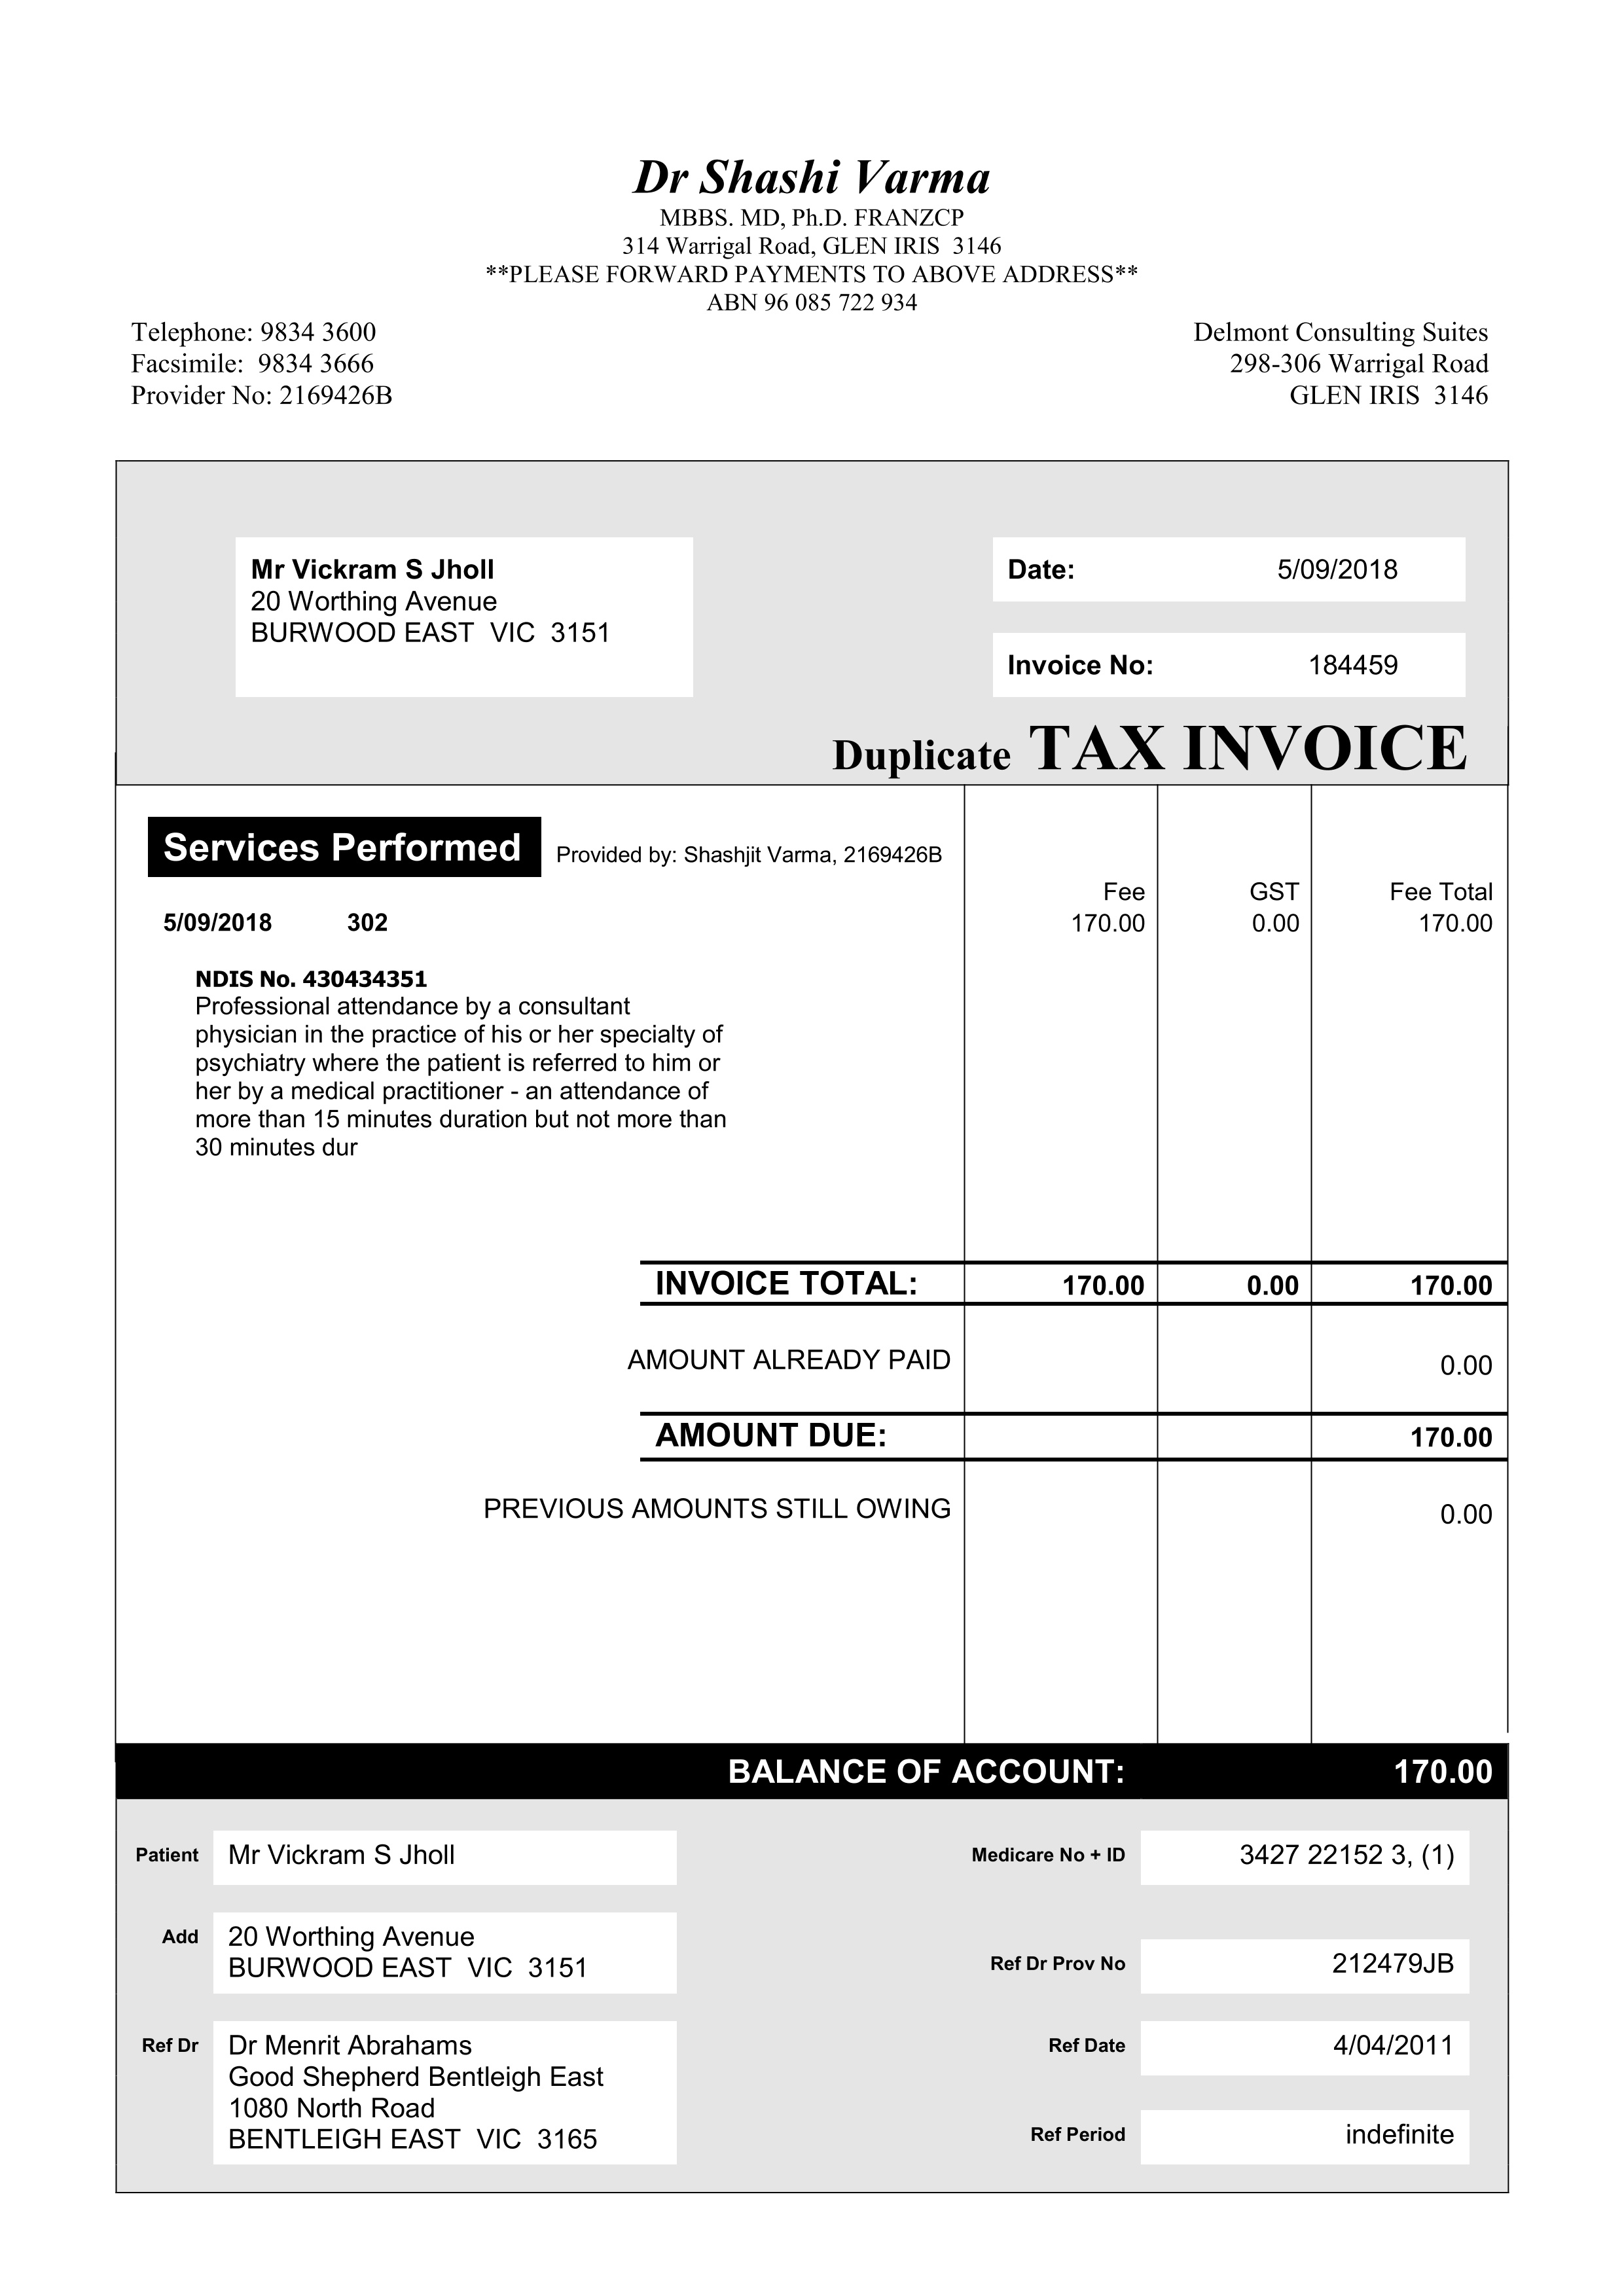 Dr Shashi Varma
MBBS. MD, Ph.D. FRANZCP
314 Warrigal Road, GLEN IRIS  3146
**PLEASE FORWARD PAYMENTS TO ABOVE ADDRESS**
ABN 96 085 722 934
Telephone: 9834 3600
Facsimile:  9834 3666
Provider No: 2169426B
Delmont Consulting Suites
298-306 Warrigal Road
GLEN IRIS  3146
Mr Vickram S Jholl
20 Worthing Avenue
BURWOOD EAST  VIC  3151
Date: 5/09/2018
Invoice No: 184459
Duplicate TAX INVOICE
Services Performed Provided by: Shashjit Varma, 2169426B
Fee GST Fee Total
5/09/2018 302 170.00 0.00 170.00
NDIS No. 430434351
Professional attendance by a consultant
physician in the practice of his or her specialty of
psychiatry where the patient is referred to him or
her by a medical practitioner - an attendance of
more than 15 minutes duration but not more than
30 minutes dur
INVOICE TOTAL: 170.00 0.00 170.00
AMOUNT ALREADY PAID 0.00
AMOUNT DUE: 170.00
PREVIOUS AMOUNTS STILL OWING 0.00
BALANCE OF ACCOUNT: 170.00
Patient Mr Vickram S Jholl
Medicare No + ID 3427 22152 3, (1)
Add 20 Worthing Avenue
BURWOOD EAST  VIC  3151
Ref Dr Prov No 212479JB
Ref Dr Dr Menrit Abrahams
Good Shepherd Bentleigh East
1080 North Road
BENTLEIGH EAST  VIC  3165
Ref Date 4/04/2011
Ref Period indefinite